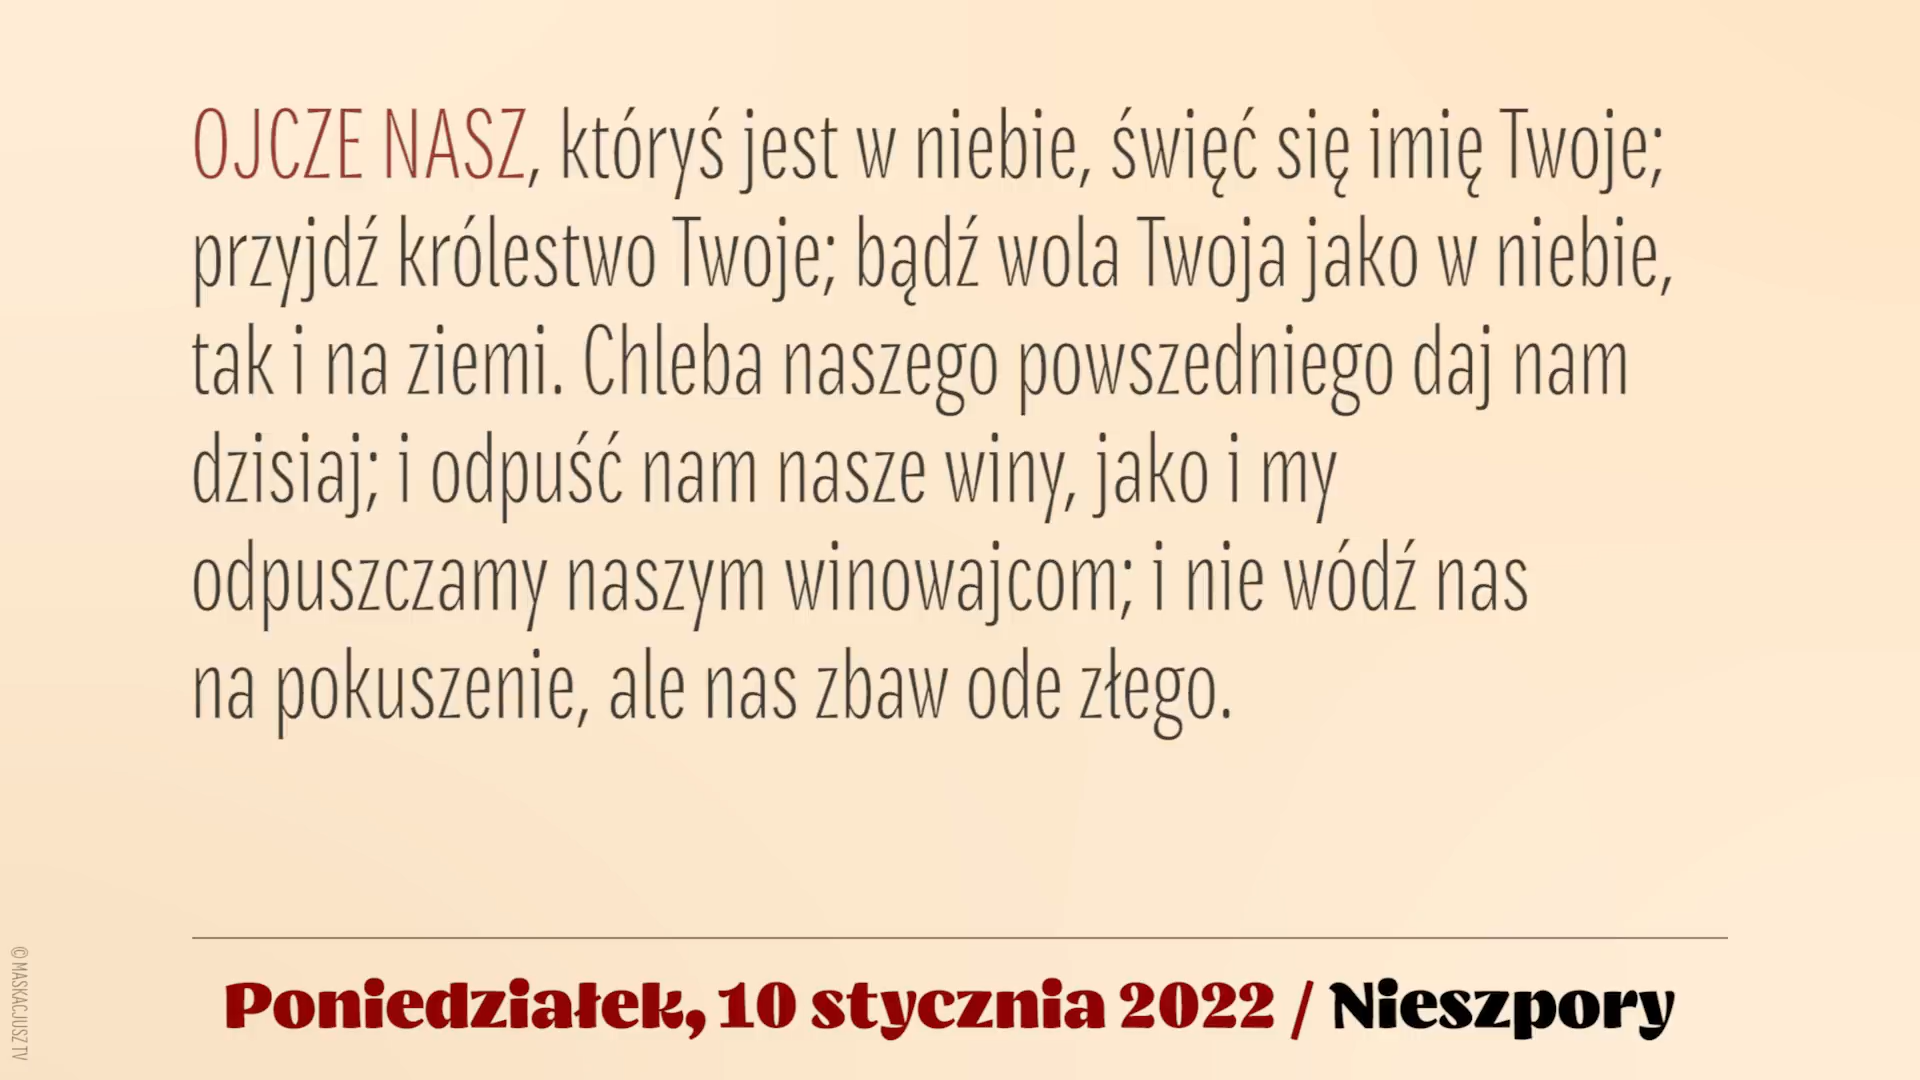 OJCZE NASZ, któryś jest w niebie, święć się imię Twoje;
przyjdź królestwo Twoje; bądź wola Twoja jako w niebie,
tak i na ziemi. Chleba naszego powszedniego daj nam
dzisiaj; i odpuść nam nasze winy, jako i my
odpuszczamy naszym winowajcom; i nie wódź nas
na pokuszenie, ale nas zbaw ode złego.
Poniedziałek, 10 stycznia 2022 / Nieszpory
© MASKACJUSZ TV